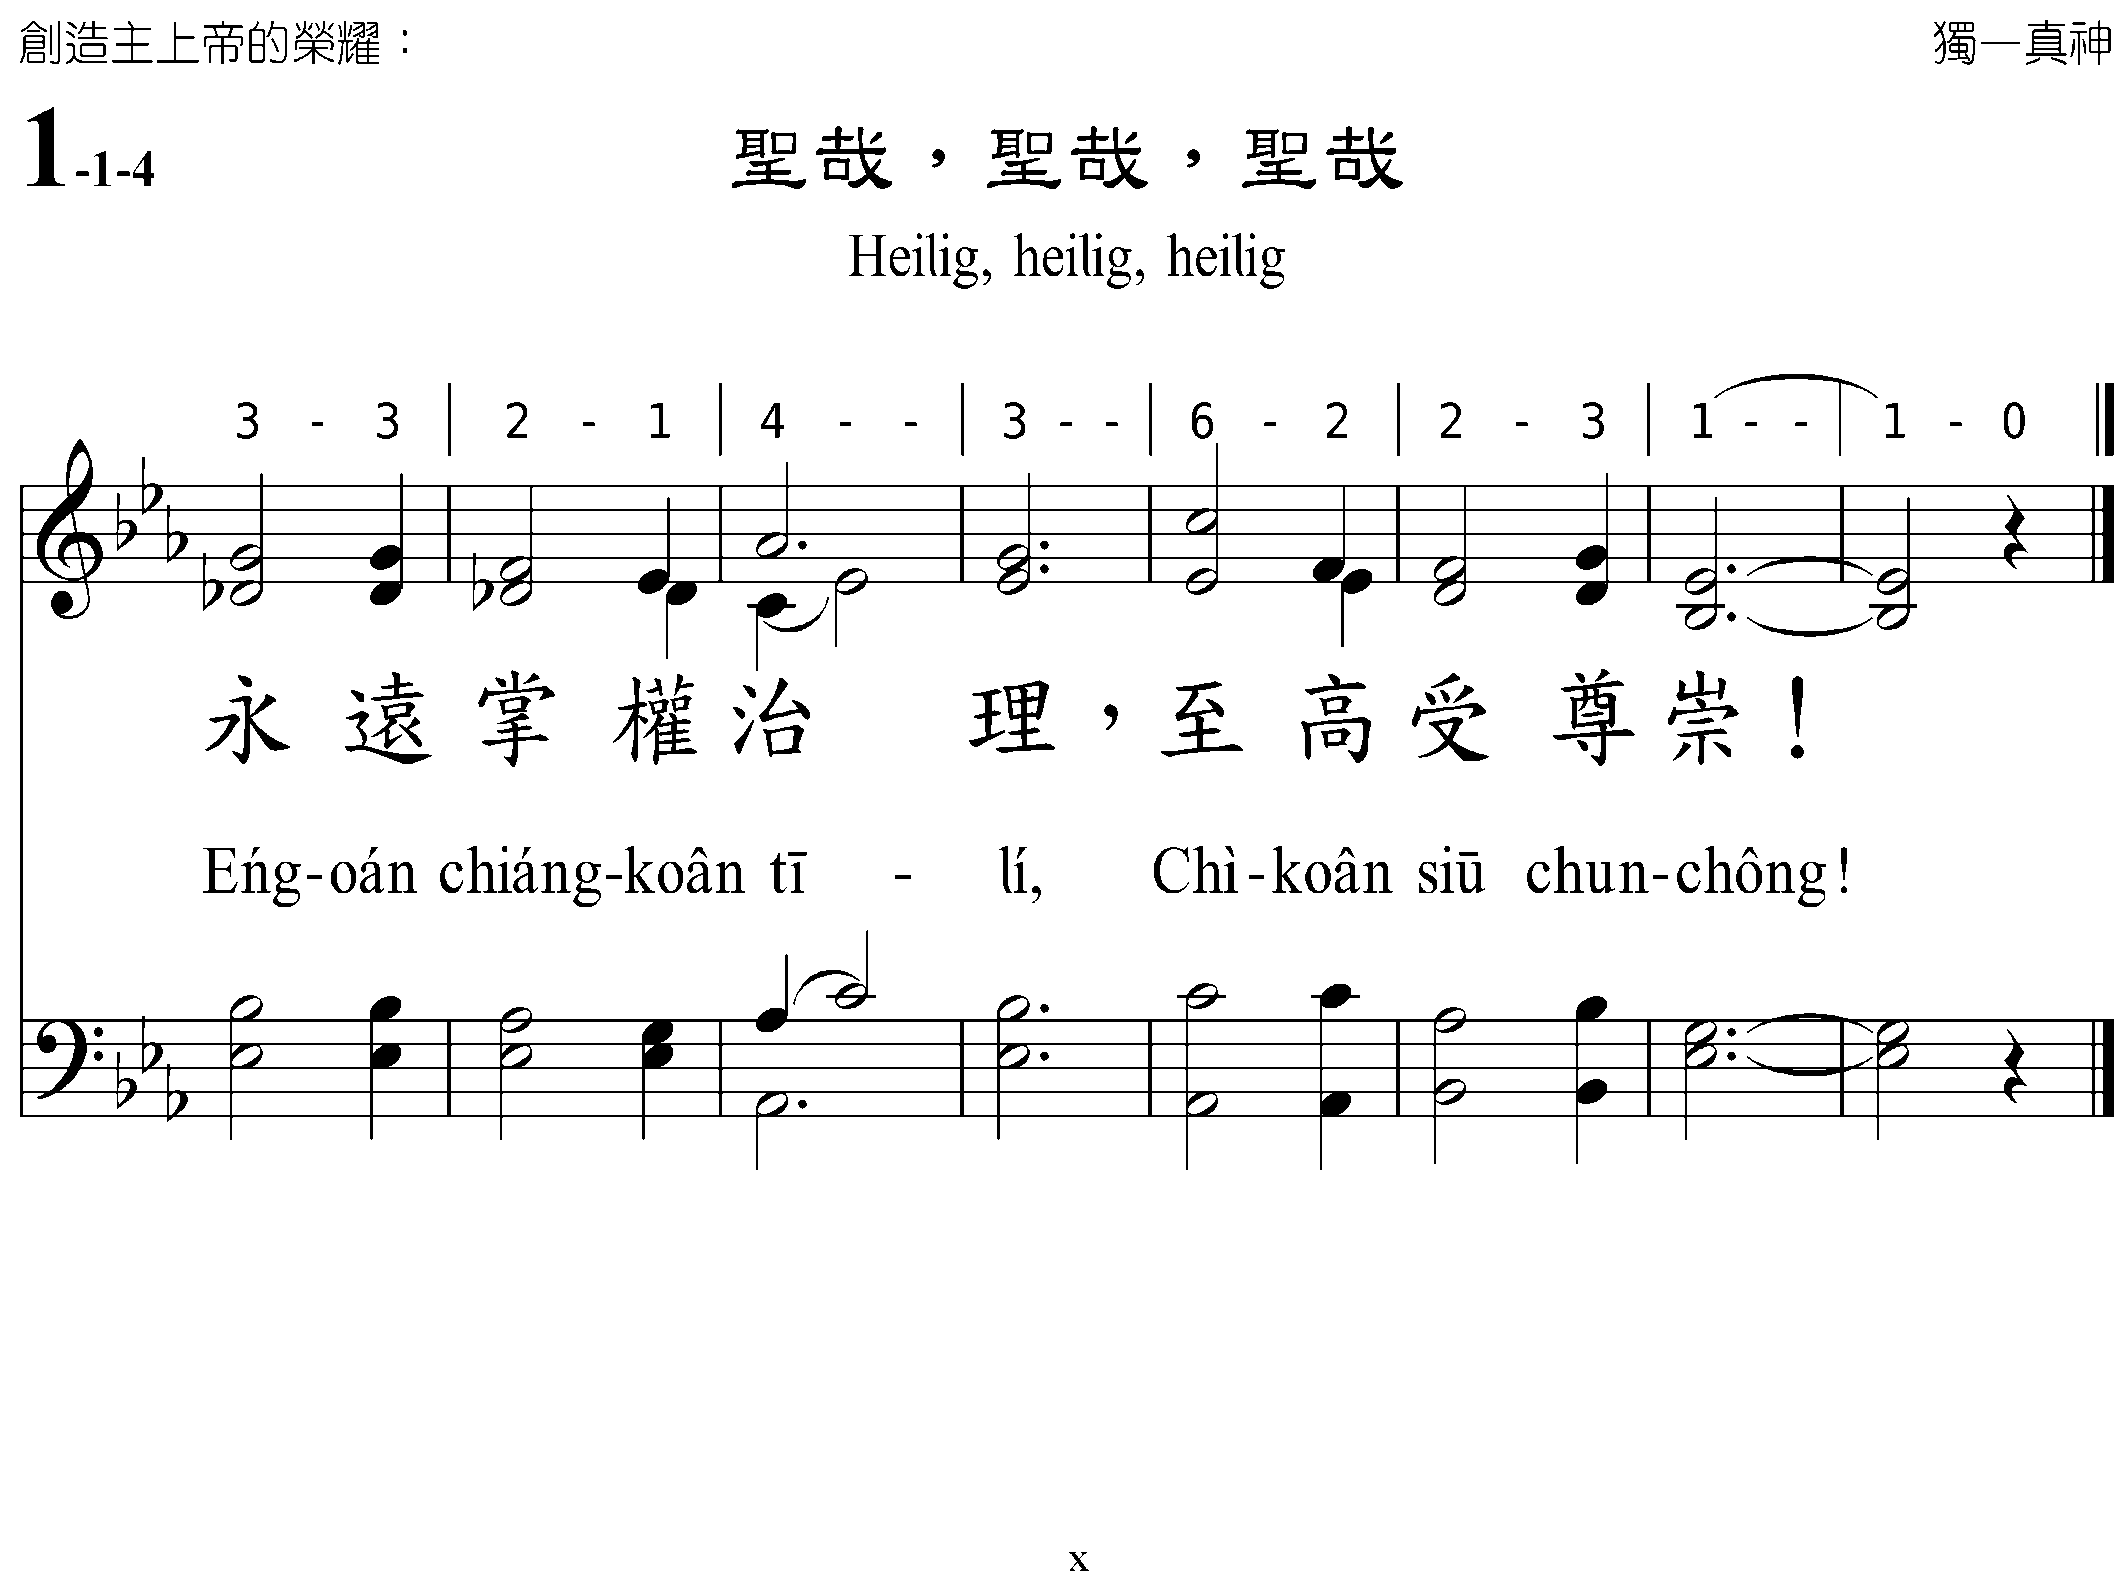 創造主上帝的榮耀： 獨一真神
1-1-4
聖哉，聖哉，聖哉
Heilig, heilig, heilig
3 - 3 | 2 - 1 | 4 - - | 3 - - | 6 - 2 | 2 - 3 | 1 - - | 1 - 0
永遠掌權治理，至高受尊崇！
Eńg-oán chiáng-koân tī - lí, Chì-koân siū chun-chông!
x